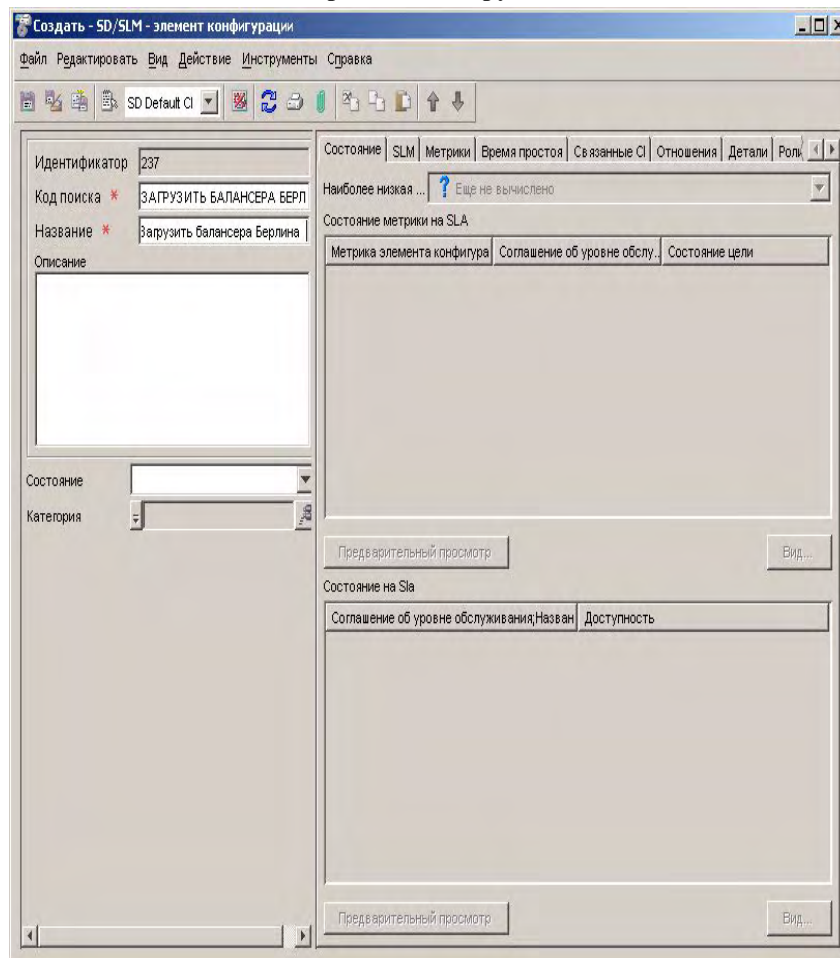 Создать - SD/SLM - элемент конфигурации
Файл Редактировать Вид Действие Инструменты Справка
SD Default CI
Идентификатор 237
Код поиска * ЗАГРУЗИТЬ БАЛАНСЕРА БЕРЛ
Название * Загрузить балансера Берлина
Описание
Состояние
Категория
Состояние SLM Метрики Время простоя Связанные CI Отношения Детали Роли
Наиболее низкая ... ? Еще не вычислено
Состояние метрики на SLA
Метрика элемента конфигура Соглашение об уровне обслу.. Состояние цели
Предварительный просмотр Вид...
Состояние на Sla
Соглашение об уровне обслуживания;Назван Доступность
Предварительный просмотр Вид...